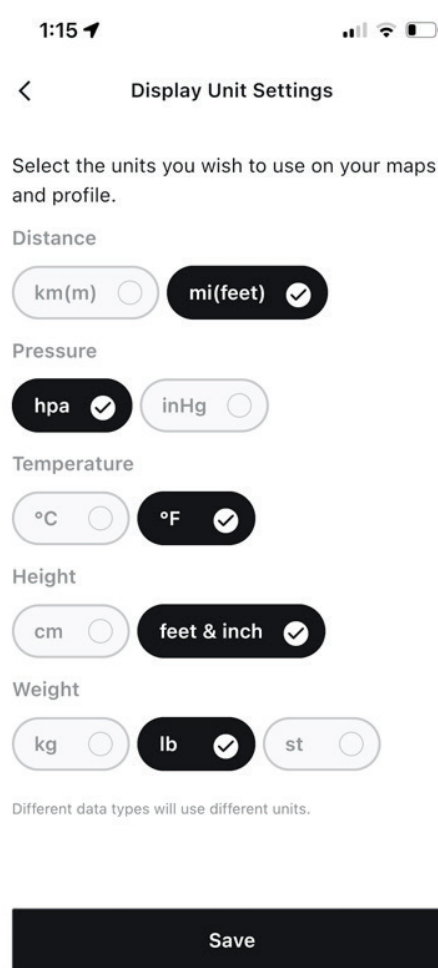 1:15
Display Unit Settings
Select the units you wish to use on your maps
and profile.
Distance
km(m) mi(feet)
Pressure
hpa inHg
Temperature
°C °F
Height
cm feet & inch
Weight
kg lb st
Different data types will use different units.
Save